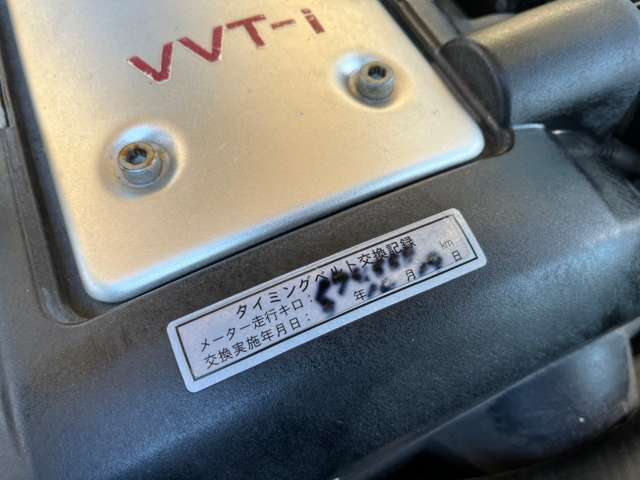 VVT-i
タイミングベルト交換記録
メーター走行キロ： km
交換実施年月日： 年 月 日